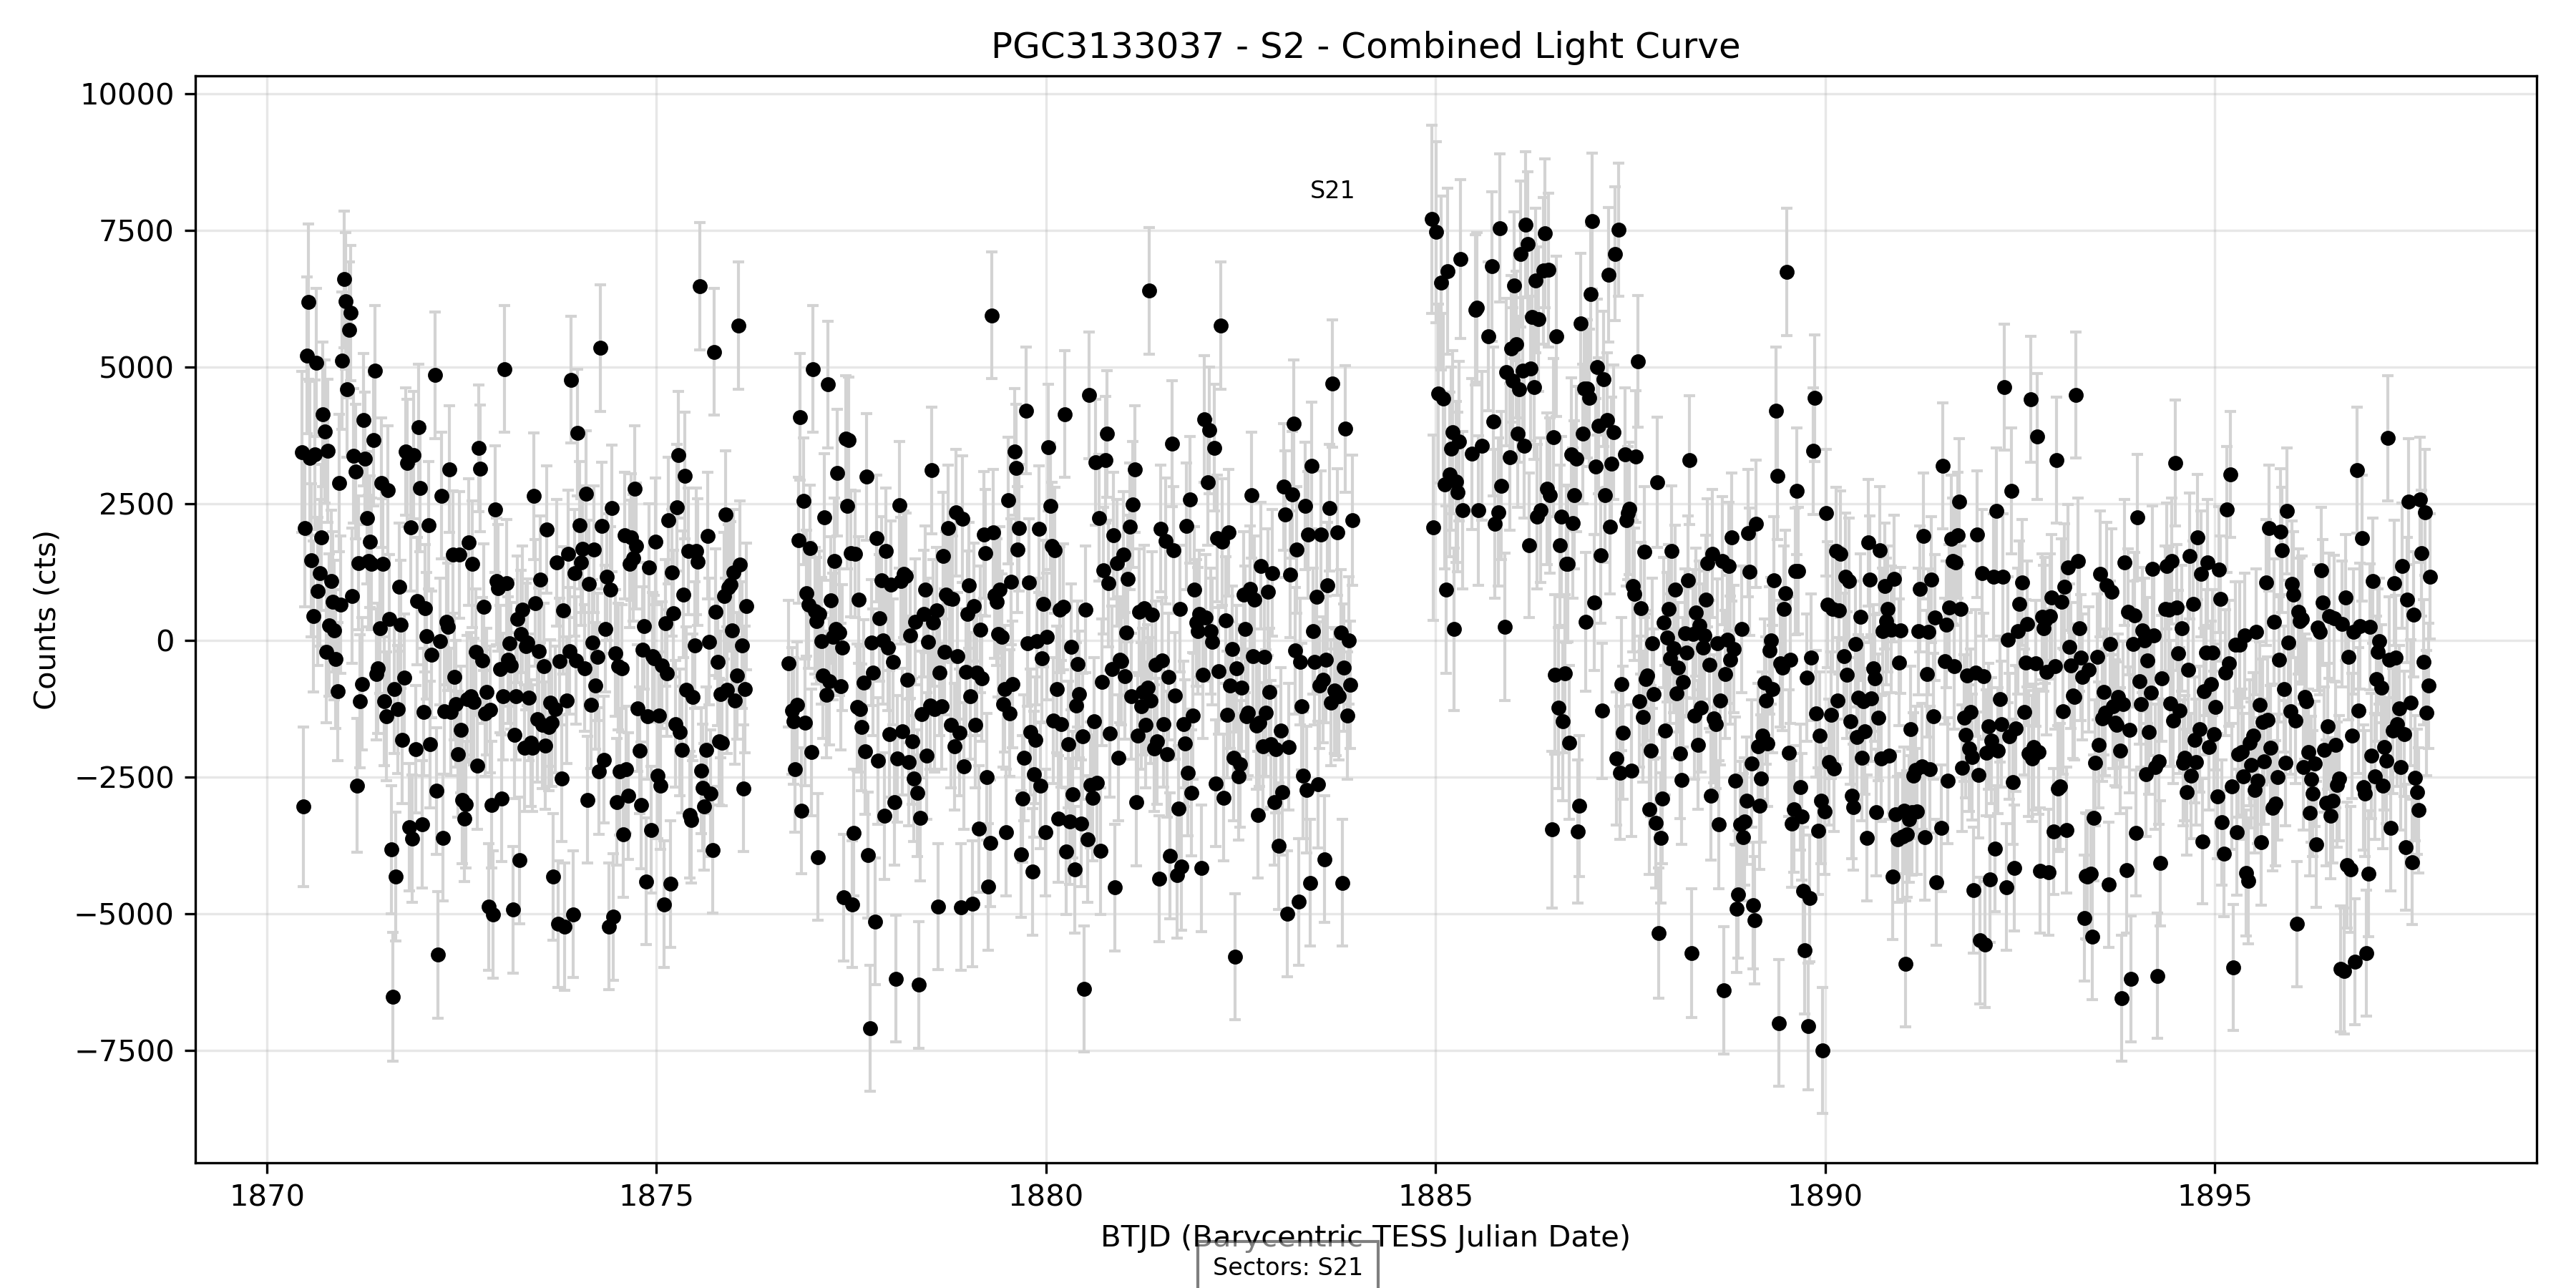 PGC3133037 - S2 - Combined Light Curve
10000
7500
5000
2500
0
−2500
−5000
−7500
Counts (cts)
S21
1870
1875
1880
1885
1890
1895
BTJD (Barycentric TESS Julian Date)
Sectors: S21